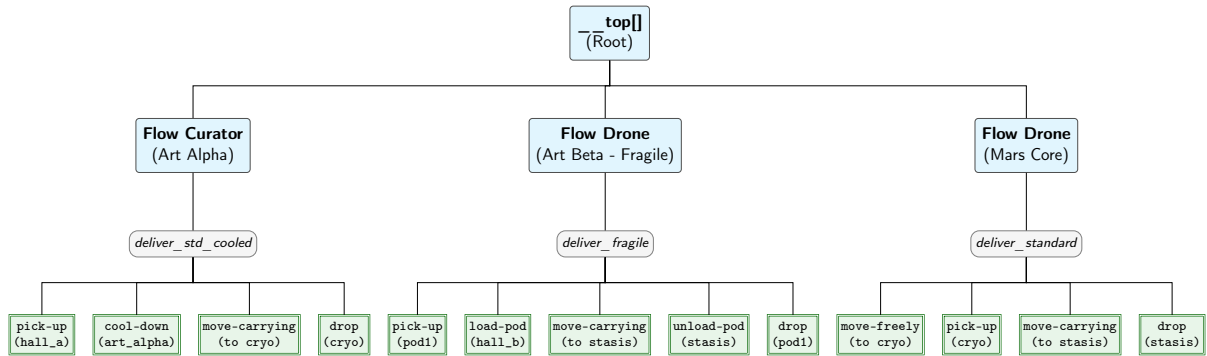 __top[]
(Root)
Flow Curator
(Art Alpha)
Flow Drone
(Art Beta - Fragile)
Flow Drone
(Mars Core)
deliver_std_cooled
deliver_fragile
deliver_standard
pick-up
(hall_a)
cool-down
(art_alpha)
move-carrying
(to cryo)
drop
(cryo)
pick-up
(pod1)
load-pod
(hall_b)
move-carrying
(to stasis)
unload-pod
(stasis)
drop
(pod1)
move-freely
(to cryo)
pick-up
(cryo)
move-carrying
(to stasis)
drop
(stasis)